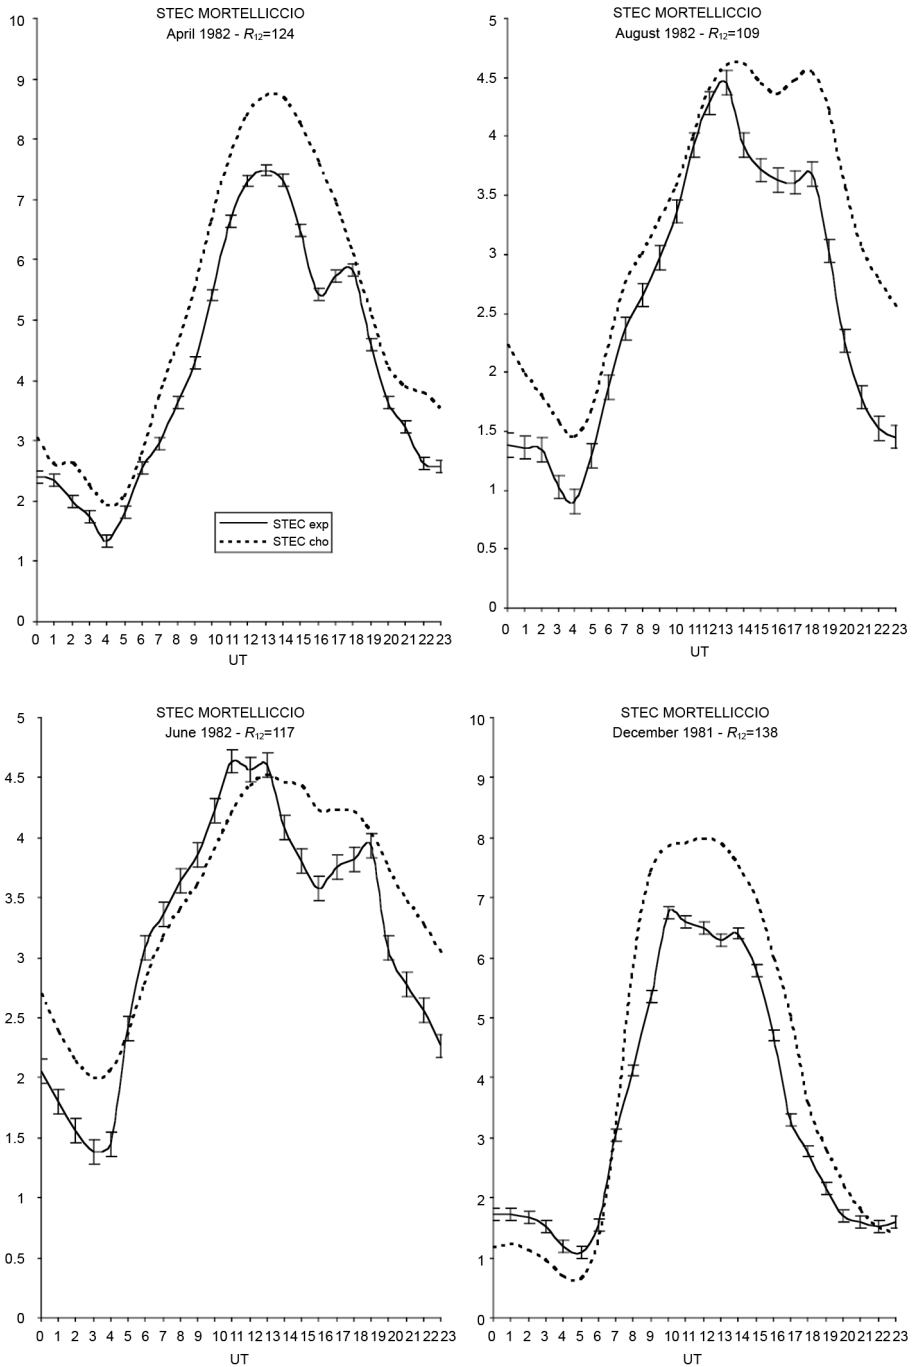 STEC MORTELLICCIO
April 1982 - R12=124
10
9
8
7
6
5
4
3
2
1
0
STEC exp
STEC cho
0 1 2 3 4 5 6 7 8 9 10 11 12 13 14 15 16 17 18 19 20 21 22 23
UT
STEC MORTELLICCIO
August 1982 - R12=109
5
4.5
4
3.5
3
2.5
2
1.5
1
0.5
0
0 1 2 3 4 5 6 7 8 9 10 11 12 13 14 15 16 17 18 19 20 21 22 23
UT
STEC MORTELLICCIO
June 1982 - R12=117
5
4.5
4
3.5
3
2.5
2
1.5
1
0.5
0
0 1 2 3 4 5 6 7 8 9 10 11 12 13 14 15 16 17 18 19 20 21 22 23
UT
STEC MORTELLICCIO
December 1981 - R12=138
10
9
8
7
6
5
4
3
2
1
0
0 1 2 3 4 5 6 7 8 9 10 11 12 13 14 15 16 17 18 19 20 21 22 23
UT